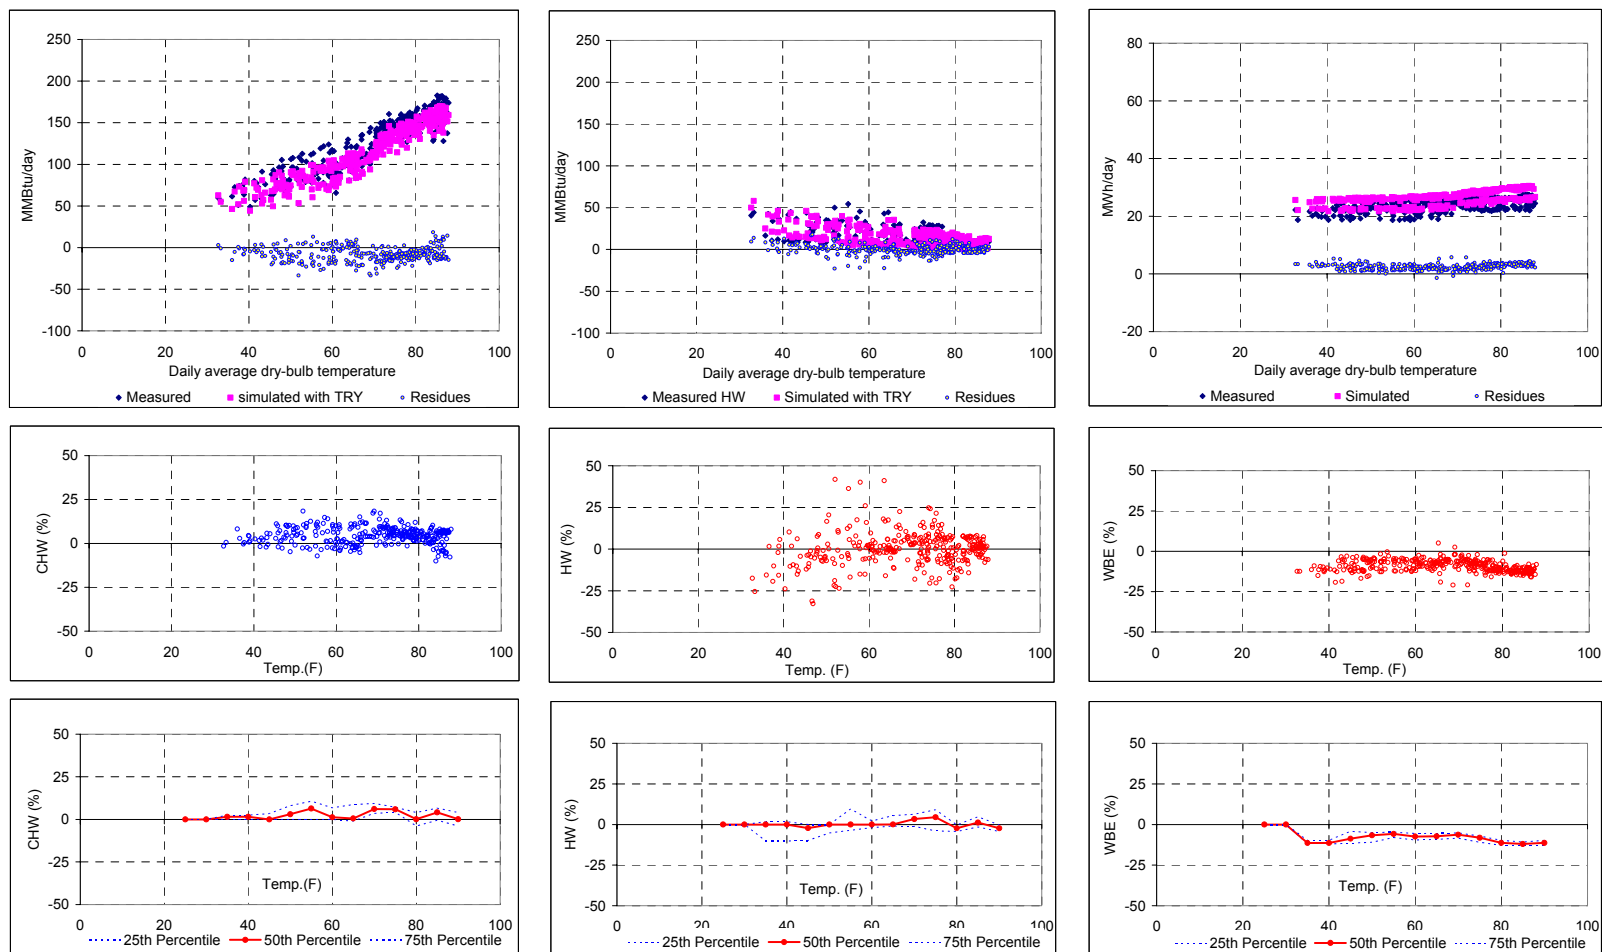 250
200
150
100
50
0
-50
-100
MMBtu/day
0 20 40 60 80 100
Daily average dry-bulb temperature
Measured simulated with TRY Residues
250
200
150
100
50
0
-50
-100
MMBtu/day
0 20 40 60 80 100
Daily average dry-bulb temperature
Measured HW Simulated with TRY Residues
80
60
40
20
0
-20
MWh/day
0 20 40 60 80 100
Daily average dry-bulb temperature
Measured Simulated Residues
50
25
0
-25
-50
CHW (%)
0 20 40 60 80 100
Temp.(F)
50
25
0
-25
-50
HW (%)
0 20 40 60 80 100
Temp. (F)
50
25
0
-25
-50
WBE (%)
0 20 40 60 80 100
Temp. (F)
50
25
0
-25
-50
CHW (%)
Temp.(F)
0 20 40 60 80 100
25th Percentile 50th Percentile 75th Percentile
50
25
0
-25
-50
HW (%)
Temp. (F)
0 20 40 60 80 100
25th Percentile 50th Percentile 75th Percentile
50
25
0
-25
-50
WBE (%)
Temp. (F)
0 20 40 60 80 100
25th Percentile 50th Percentile 75th Percentile